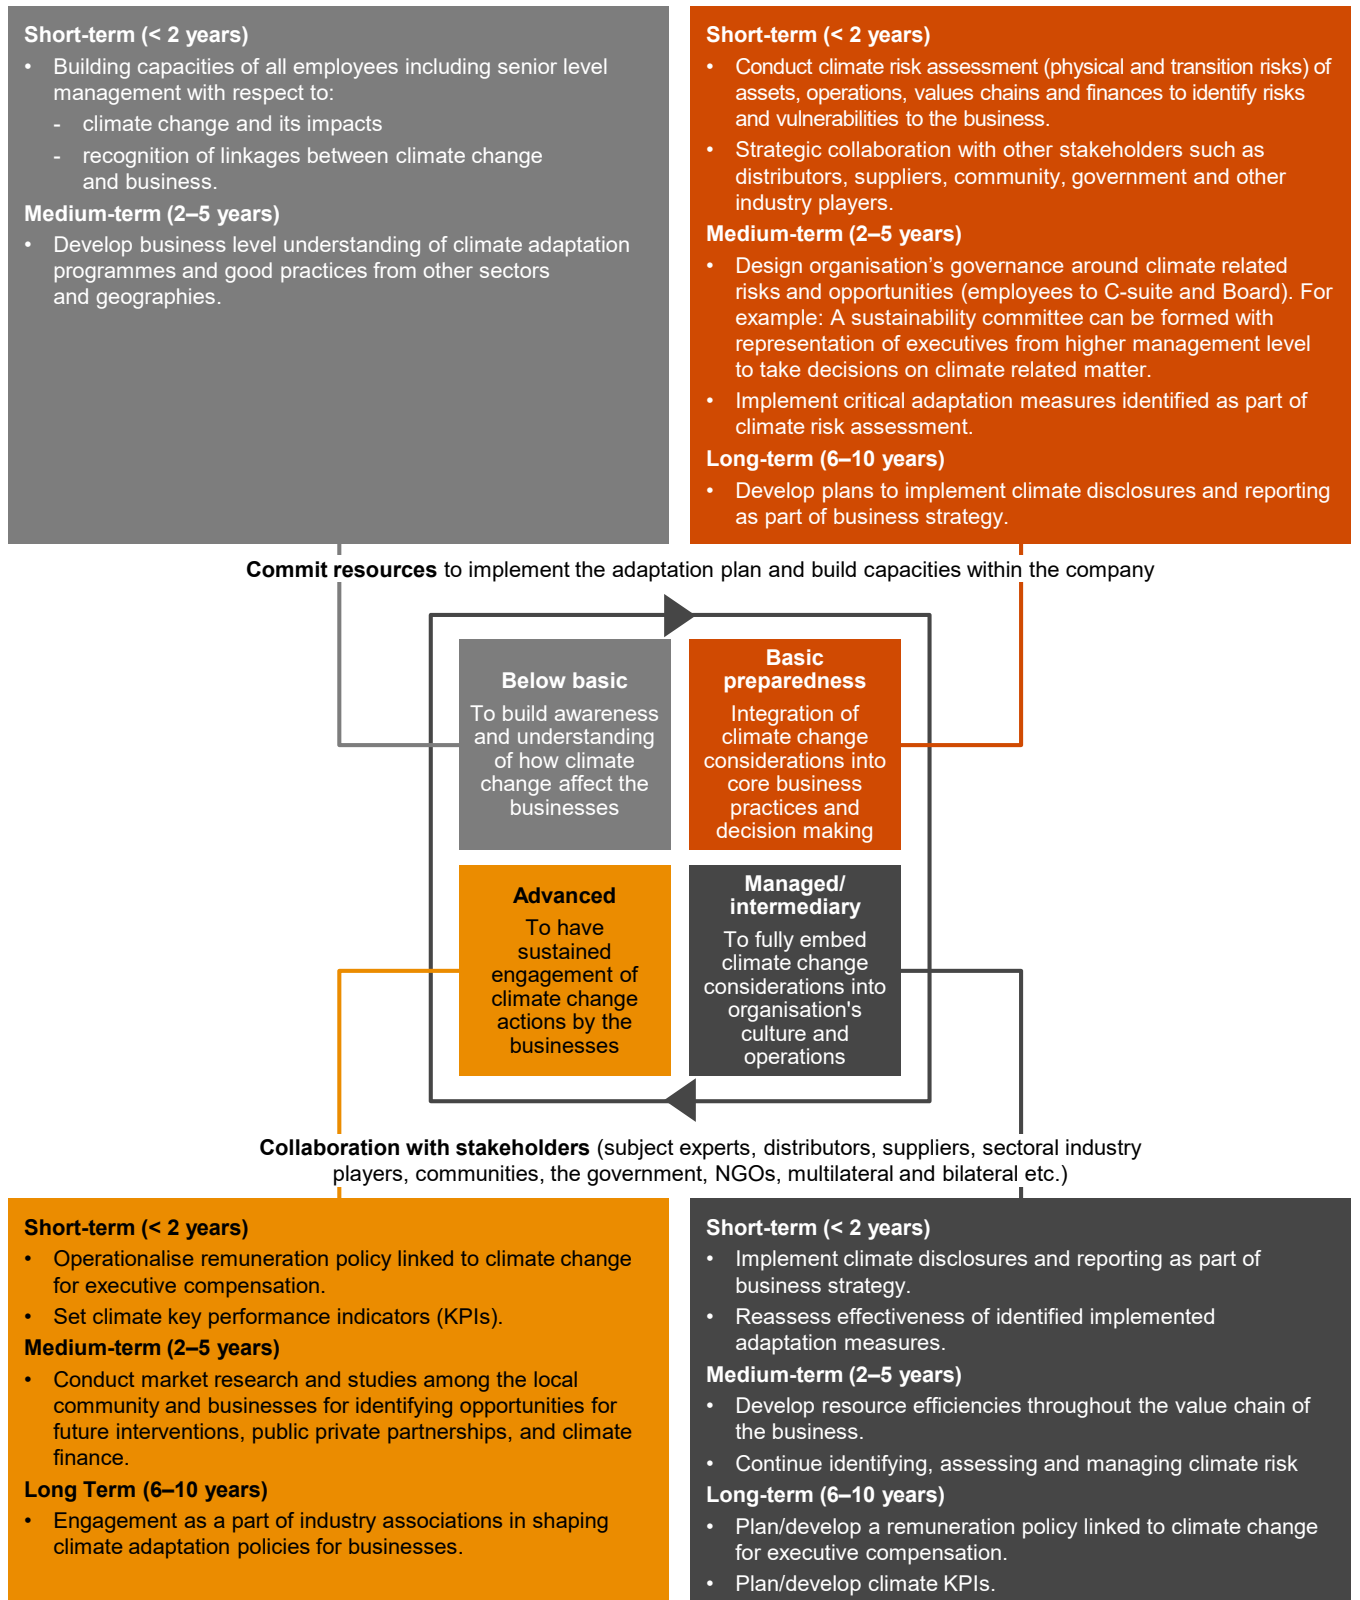 Short-term (< 2 years)
• Building capacities of all employees including senior level
management with respect to:
- climate change and its impacts
- recognition of linkages between climate change
and business.
Medium-term (2–5 years)
• Develop business level understanding of climate adaptation
programmes and good practices from other sectors
and geographies.
Short-term (< 2 years)
• Conduct climate risk assessment (physical and transition risks) of
assets, operations, values chains and finances to identify risks
and vulnerabilities to the business.
• Strategic collaboration with other stakeholders such as
distributors, suppliers, community, government and other
industry players.
Medium-term (2–5 years)
• Design organisation's governance around climate related
risks and opportunities (employees to C-suite and Board). For
example: A sustainability committee can be formed with
representation of executives from higher management level
to take decisions on climate related matter.
• Implement critical adaptation measures identified as part of
climate risk assessment.
Long-term (6–10 years)
• Develop plans to implement climate disclosures and reporting
as part of business strategy.
Commit resources to implement the adaptation plan and build capacities within the company
Below basic
To build awareness
and understanding
of how climate
change affect the
businesses
Basic
preparedness
Integration of
climate change
considerations into
core business
practices and
decision making
Advanced
To have
sustained
engagement of
climate change
actions by the
businesses
Managed/
intermediary
To fully embed
climate change
considerations into
organisation's
culture and
operations
Collaboration with stakeholders (subject experts, distributors, suppliers, sectoral industry
players, communities, the government, NGOs, multilateral and bilateral etc.)
Short-term (< 2 years)
• Operationalise remuneration policy linked to climate change
for executive compensation.
• Set climate key performance indicators (KPIs).
Medium-term (2–5 years)
• Conduct market research and studies among the local
community and businesses for identifying opportunities for
future interventions, public private partnerships, and climate
finance.
Long Term (6–10 years)
• Engagement as a part of industry associations in shaping
climate adaptation policies for businesses.
Short-term (< 2 years)
• Implement climate disclosures and reporting as part of
business strategy.
• Reassess effectiveness of identified implemented
adaptation measures.
Medium-term (2–5 years)
• Develop resource efficiencies throughout the value chain of
the business.
• Continue identifying, assessing and managing climate risk
Long-term (6–10 years)
• Plan/develop a remuneration policy linked to climate change
for executive compensation.
• Plan/develop climate KPIs.